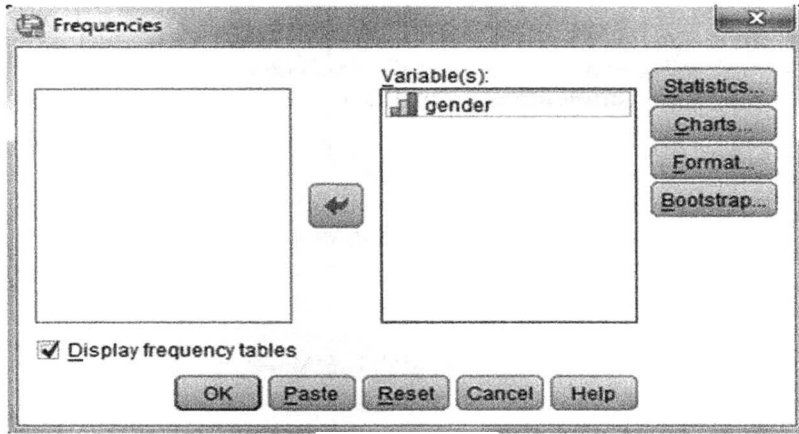 Frequencies
Variable(s):
gender
Statistics...
Charts...
Format...
Bootstrap...
Display frequency tables
OK Paste Reset Cancel Help